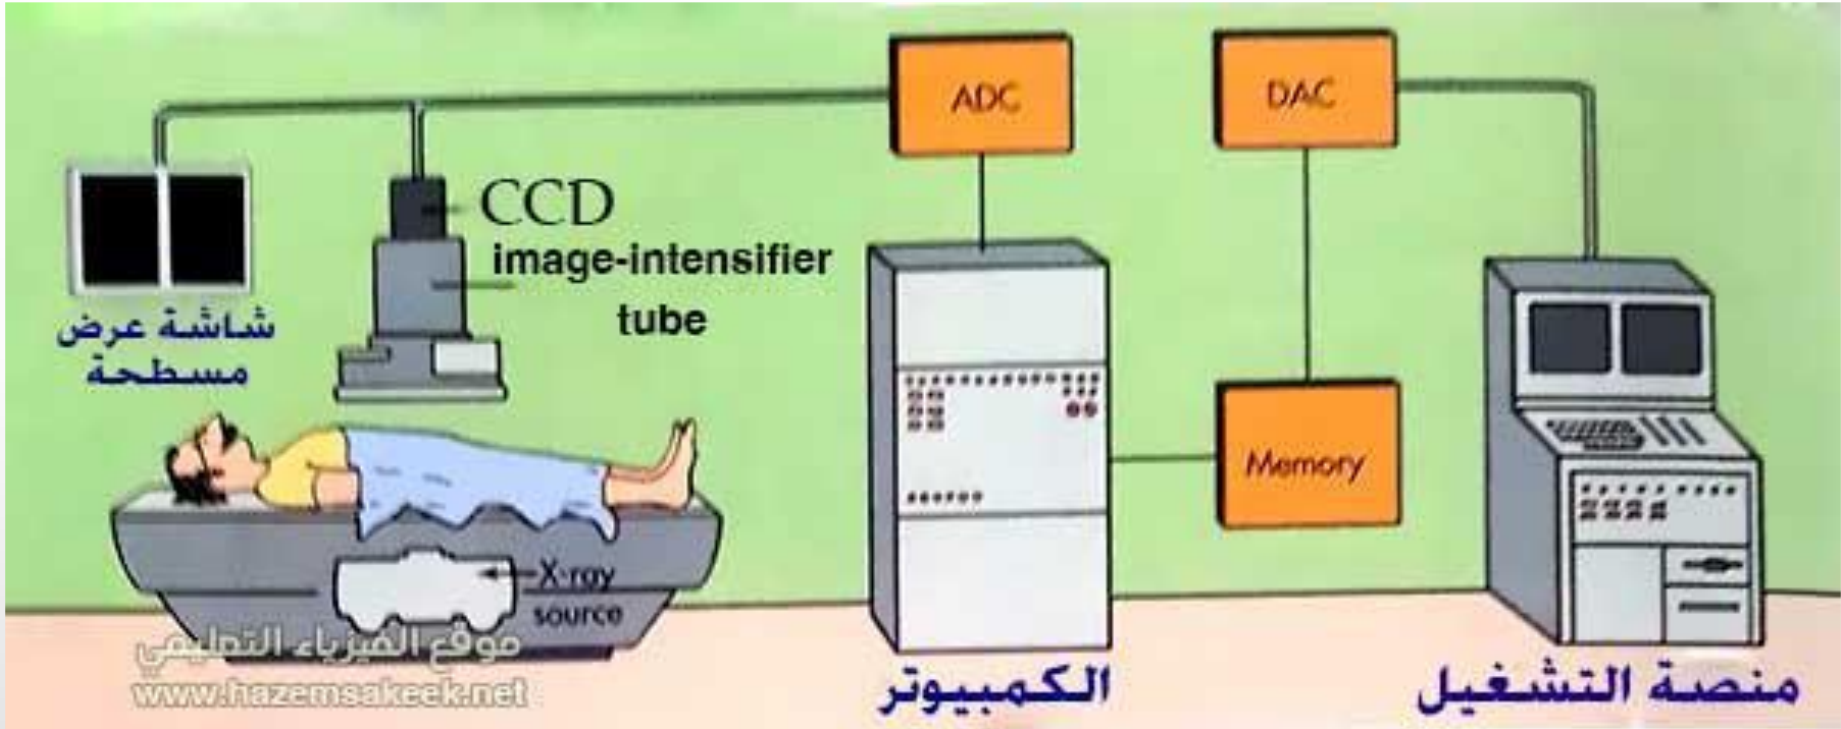 ADC
DAC
CCD
image-intensifier
tube
شاشة عرض
مسطحة
Memory
X-ray
source
موقع الفيزياء التعليمي
www.hazemsakeek.net
الكمبيوتر
منصة التشغيل